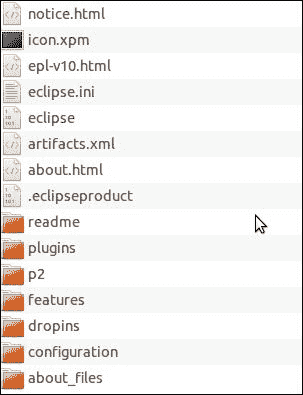 notice.html
icon.xpm
epl-v10.html
eclipse.ini
eclipse
artifacts.xml
about.html
.eclipseproduct
readme
plugins
p2
features
dropins
configuration
about_files